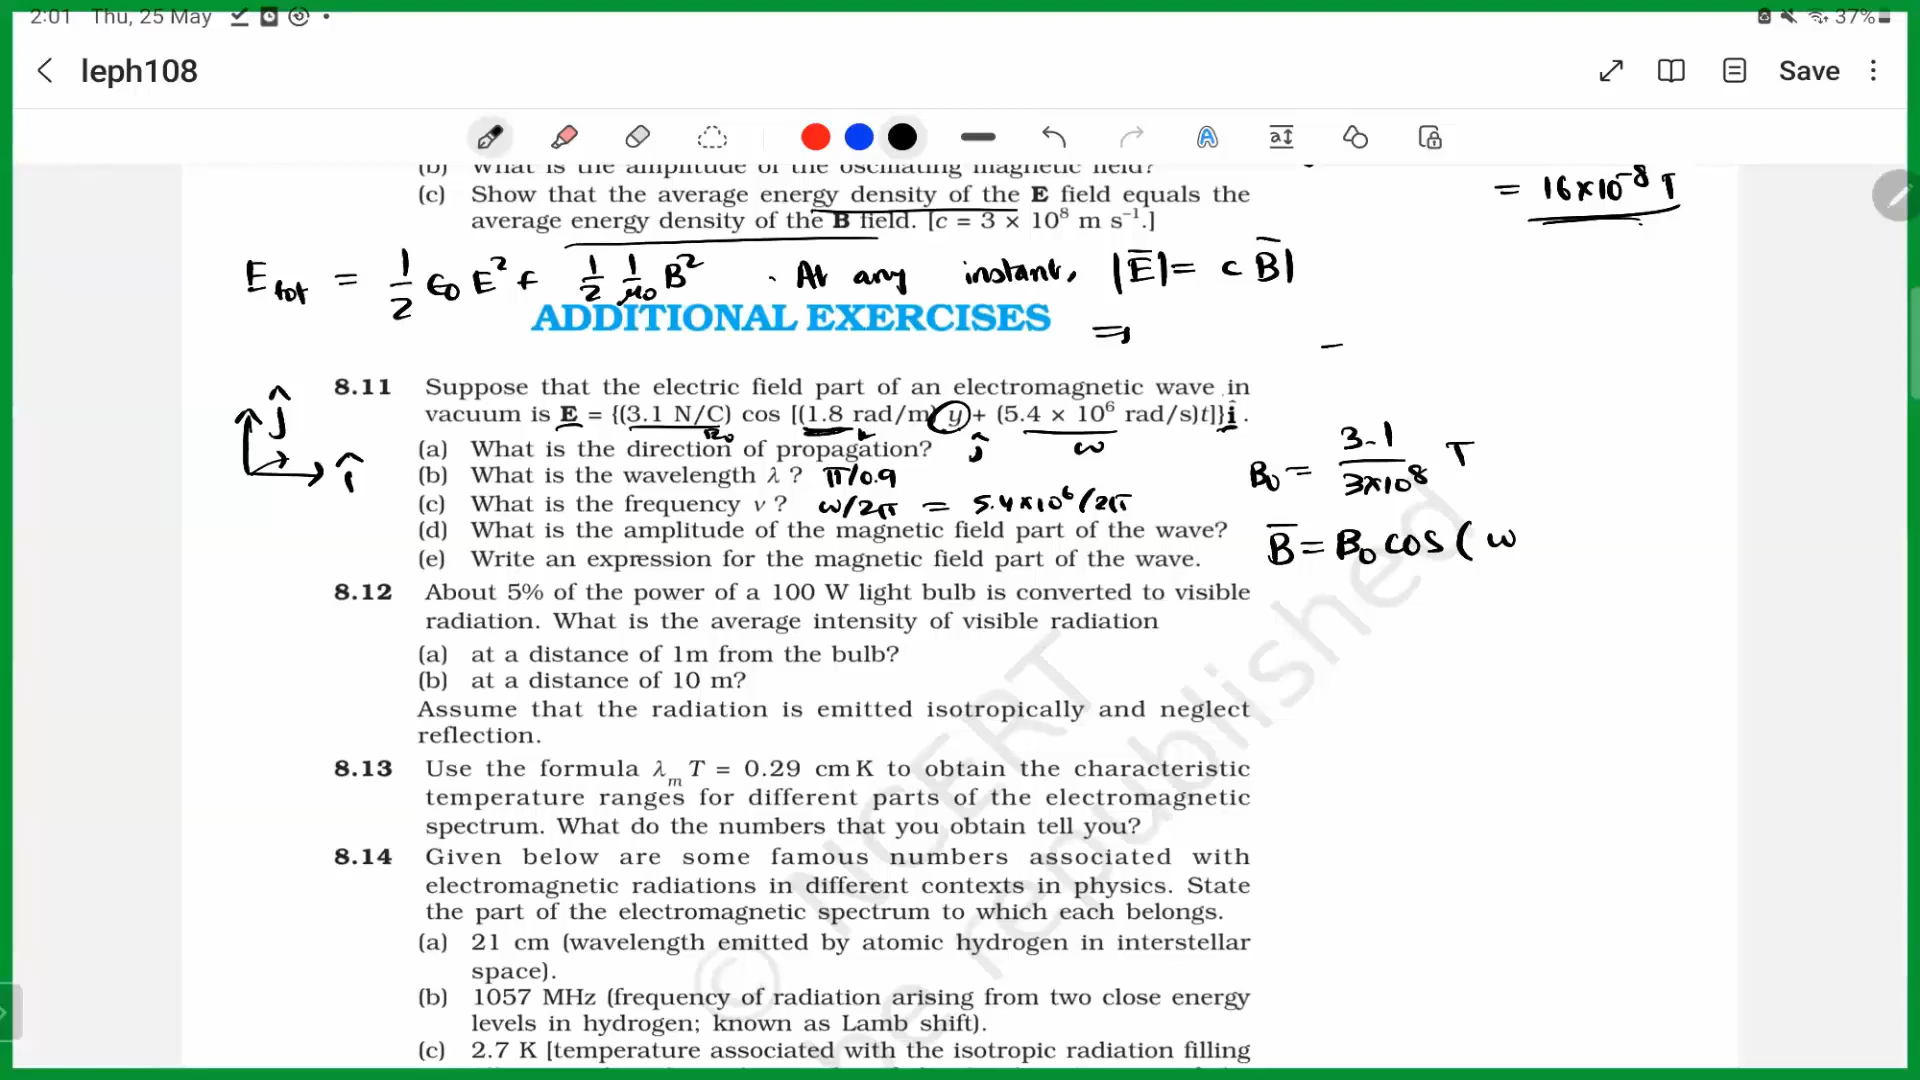 2:01 Thu, 25 May
37%
leph108
Save
(b) What is the amplitude of the oscillating magnetic field?
= 16×10⁻⁸ T
(c) Show that the average energy density of the E field equals the
average energy density of the B field. [c = 3 × 10⁸ m s⁻¹.]
E tot = 1/2 ϵ₀ E² + 1/2 1/μ₀ B² . At any instant, |E̅| = c B̅|
ADDITIONAL EXERCISES ⇒ –
ĵ
î
8.11 Suppose that the electric field part of an electromagnetic wave in
vacuum is E = {(3.1 N/C) cos [(1.8 rad/m) y + (5.4 × 10⁶ rad/s)t]}î.
(a) What is the direction of propagation? ĵ ω
(b) What is the wavelength λ ? π/0.9
(c) What is the frequency ν ? ω/2π = 5.4×10⁶/2π
(d) What is the amplitude of the magnetic field part of the wave?
(e) Write an expression for the magnetic field part of the wave.
B₀ = 3.1/3×10⁸ T
B̅ = B₀ cos ( ω
8.12 About 5% of the power of a 100 W light bulb is converted to visible
radiation. What is the average intensity of visible radiation
(a) at a distance of 1m from the bulb?
(b) at a distance of 10 m?
Assume that the radiation is emitted isotropically and neglect
reflection.
8.13 Use the formula λₘ T = 0.29 cm K to obtain the characteristic
temperature ranges for different parts of the electromagnetic
spectrum. What do the numbers that you obtain tell you?
8.14 Given below are some famous numbers associated with
electromagnetic radiations in different contexts in physics. State
the part of the electromagnetic spectrum to which each belongs.
(a) 21 cm (wavelength emitted by atomic hydrogen in interstellar
space).
(b) 1057 MHz (frequency of radiation arising from two close energy
levels in hydrogen; known as Lamb shift).
(c) 2.7 K [temperature associated with the isotropic radiation filling
© NCERT
be republished